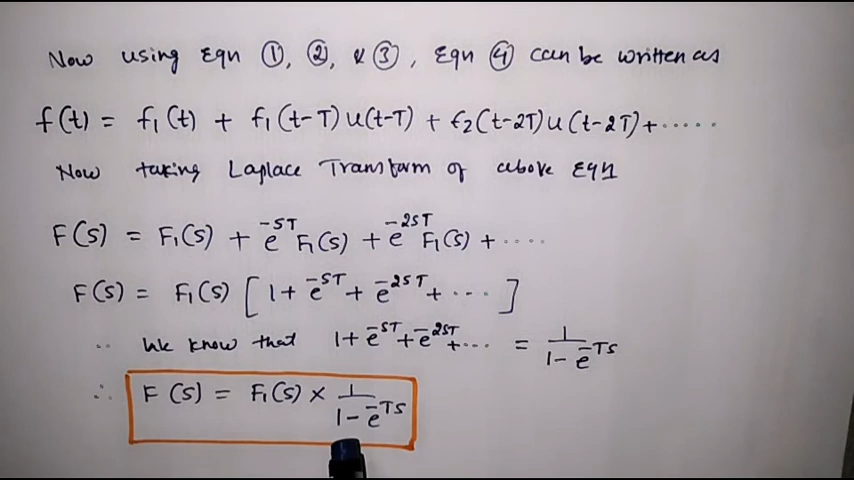 Now using Eqn ①, ②, & ③, Eqn ④ can be written as
f(t) = f₁(t) + f₁(t-T) u(t-T) + f₂(t-2T) u(t-2T) + .....
Now taking Laplace Transform of above Eqn
F(s) = F₁(s) + e^-ST F₁(s) + e^-2ST F₁(s) + ....
F(s) = F₁(s) [ 1 + e^-ST + e^-2ST + .... ]
∵ We know that 1 + e^-ST + e^-2ST + ... = 1 / (1 - e^-Ts)
∴ F(s) = F₁(s) × 1 / (1 - e^-TS)